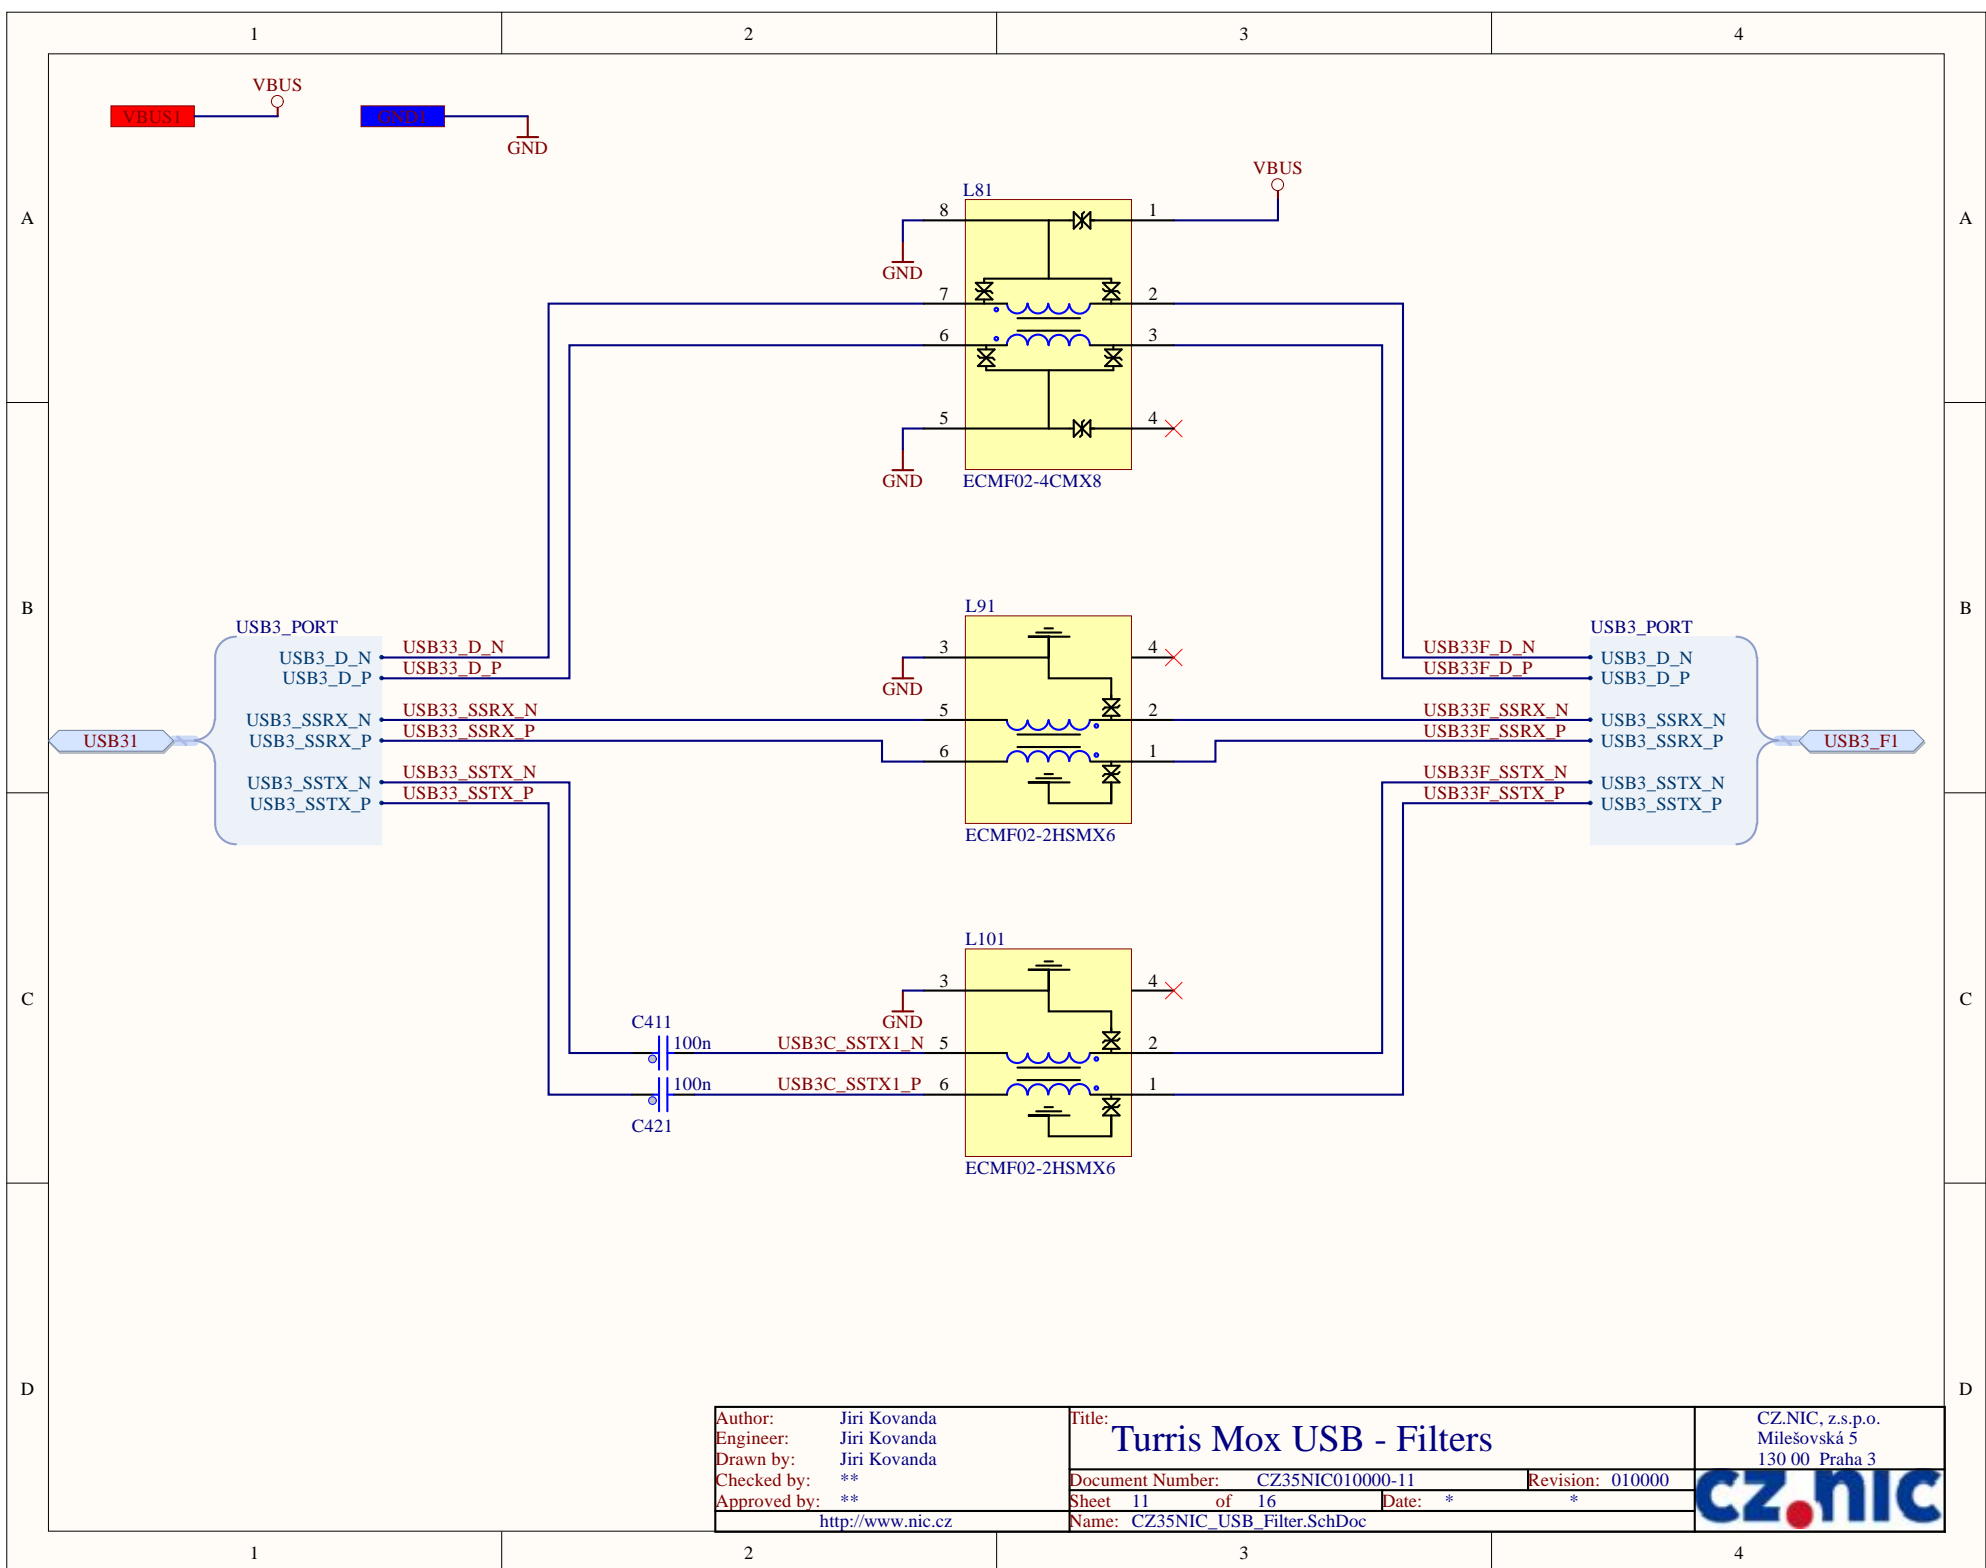 1 2 3 4
VBUS
VBUS1
GND1
GND
A A
L81
VBUS
8 1
GND
7 2
6 3
5 4
GND
ECMF02-4CMX8
B B
L91
USB3_PORT
USB3_D_N USB33_D_N
USB3_D_P USB33_D_P
USB3_SSRX_N USB33_SSRX_N
USB3_SSRX_P USB33_SSRX_P
USB3_SSTX_N USB33_SSTX_N
USB3_SSTX_P USB33_SSTX_P
USB31
3 4
GND
5 2
6 1
ECMF02-2HSMX6
USB3_PORT
USB33F_D_N USB3_D_N
USB33F_D_P USB3_D_P
USB33F_SSRX_N USB3_SSRX_N
USB33F_SSRX_P USB3_SSRX_P
USB33F_SSTX_N USB3_SSTX_N
USB33F_SSTX_P USB3_SSTX_P
USB3_F1
C C
L101
3 4
GND
C411
100n USB3C_SSTX1_N 5 2
100n USB3C_SSTX1_P 6 1
C421
ECMF02-2HSMX6
D D
Author: Jiri Kovanda
Engineer: Jiri Kovanda
Drawn by: Jiri Kovanda
Checked by: **
Approved by: **
http://www.nic.cz
Title: Turris Mox USB - Filters
Document Number: CZ35NIC010000-11 Revision: 010000
Sheet 11 of 16 Date: * *
Name: CZ35NIC_USB_Filter.SchDoc
CZ.NIC, z.s.p.o.
Milešovská 5
130 00 Praha 3
cz.nic
1 2 3 4